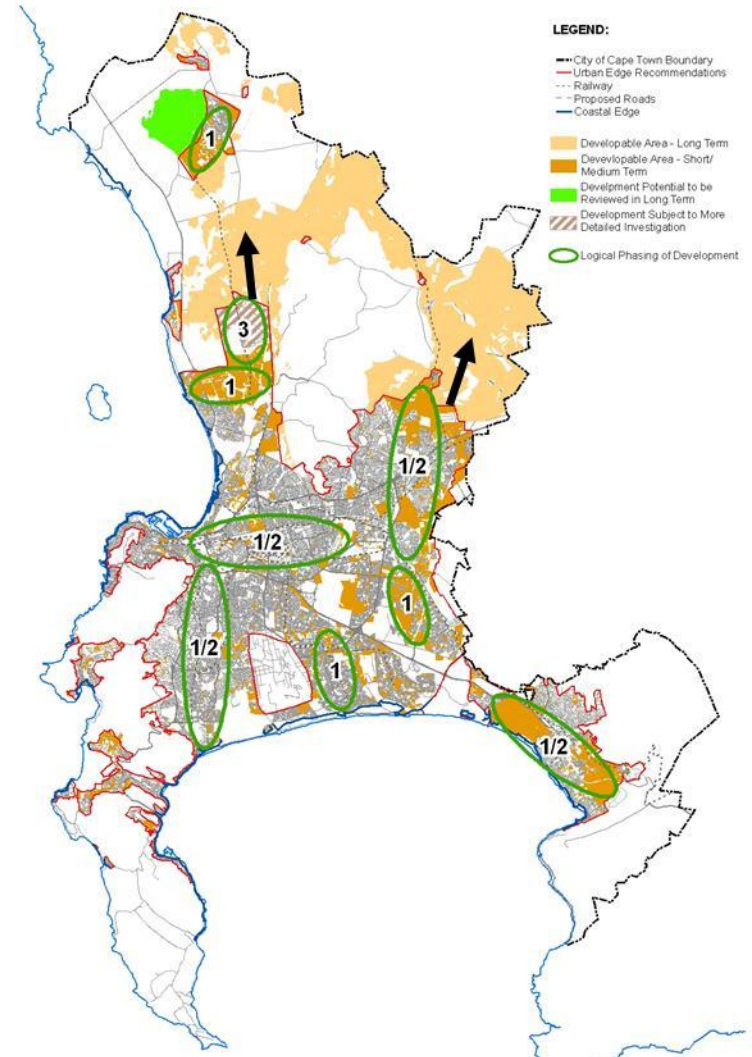 LEGEND:
City of Cape Town Boundary
Urban Edge Recommendations
Railway
Proposed Roads
Coastal Edge
Developable Area - Long Term
Devevlopable Area - Short/
Medium Term
Develpment Potential to be
Reviewed in Long Term
Development Subject to More
Detailed Investigation
Logical Phasing of Development
1
3
1
1/2
1/2
1
1/2
1
1/2